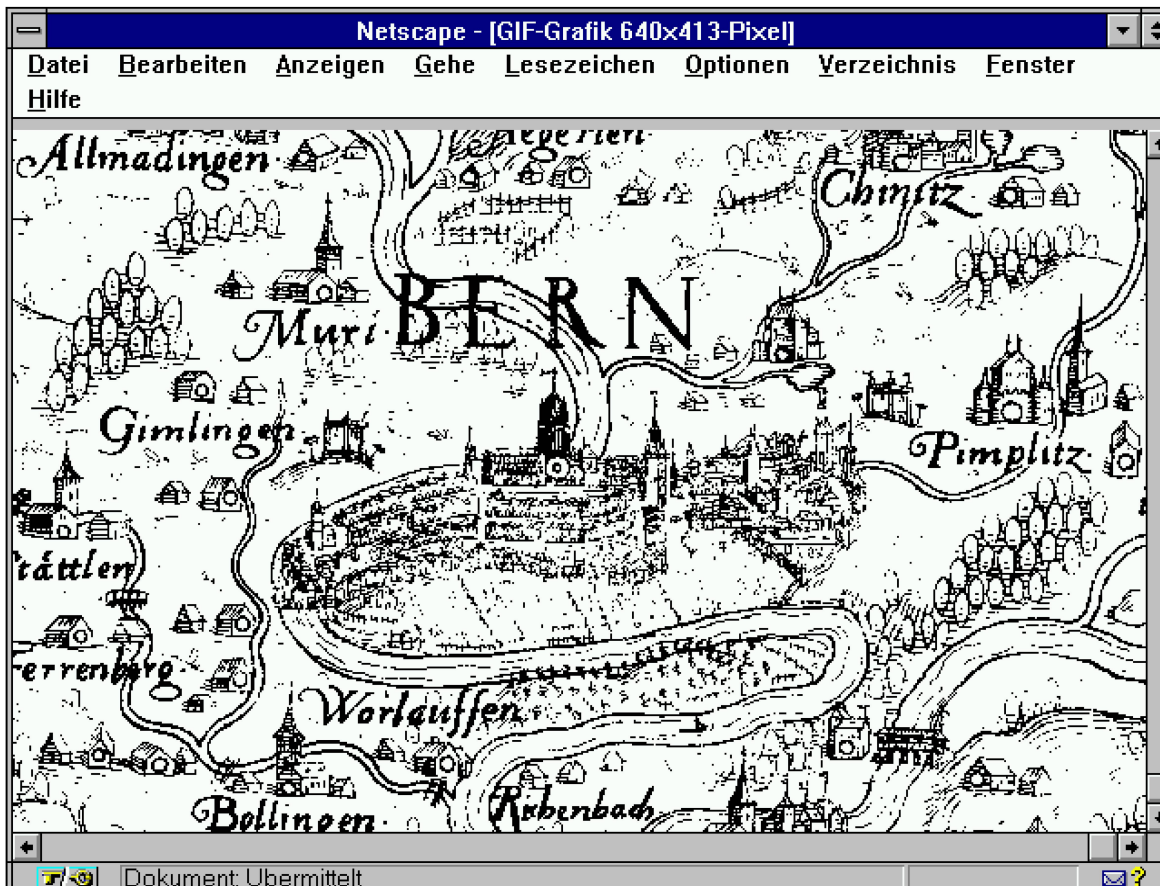 Netscape - [GIF-Grafik 640x413-Pixel]
Datei Bearbeiten Anzeigen Gehe Lesezeichen Optionen Verzeichnis Fenster
Hilfe
Allmadingen
Chinitz
BERN
Muri
Gimlingen
Pimplitz
Worlauffen
Bollingen
Dokument: Übermittelt